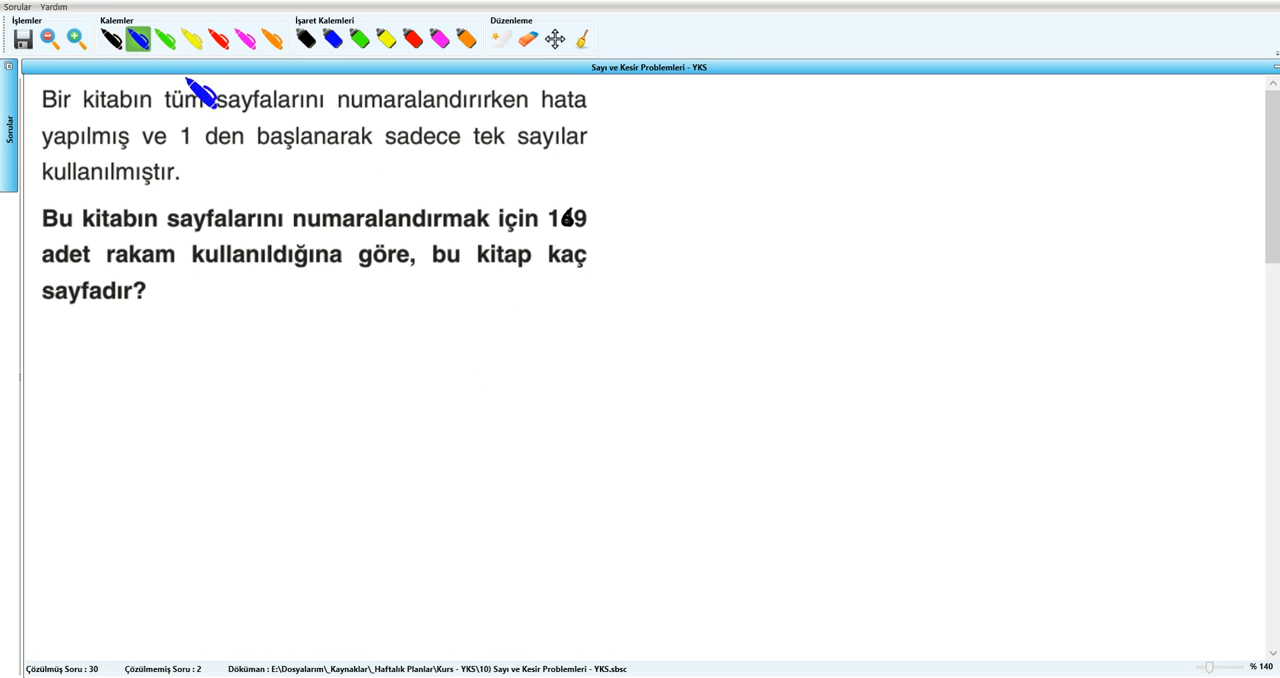 Sorular Yardım
İşlemler Kalemler İşaret Kalemleri Düzenleme
Sayı ve Kesir Problemleri - YKS
Sorular
Bir kitabın tüm sayfalarını numaralandırırken hata
yapılmış ve 1 den başlanarak sadece tek sayılar
kullanılmıştır.
Bu kitabın sayfalarını numaralandırmak için 169
adet rakam kullanıldığına göre, bu kitap kaç
sayfadır?
Çözülmüş Soru : 30 Çözülmemiş Soru : 2 Döküman : E:\Dosyalarım\_Kaynaklar\_Haftalık Planlar\Kurs - YKS\10) Sayı ve Kesir Problemleri - YKS.sbsc % 140